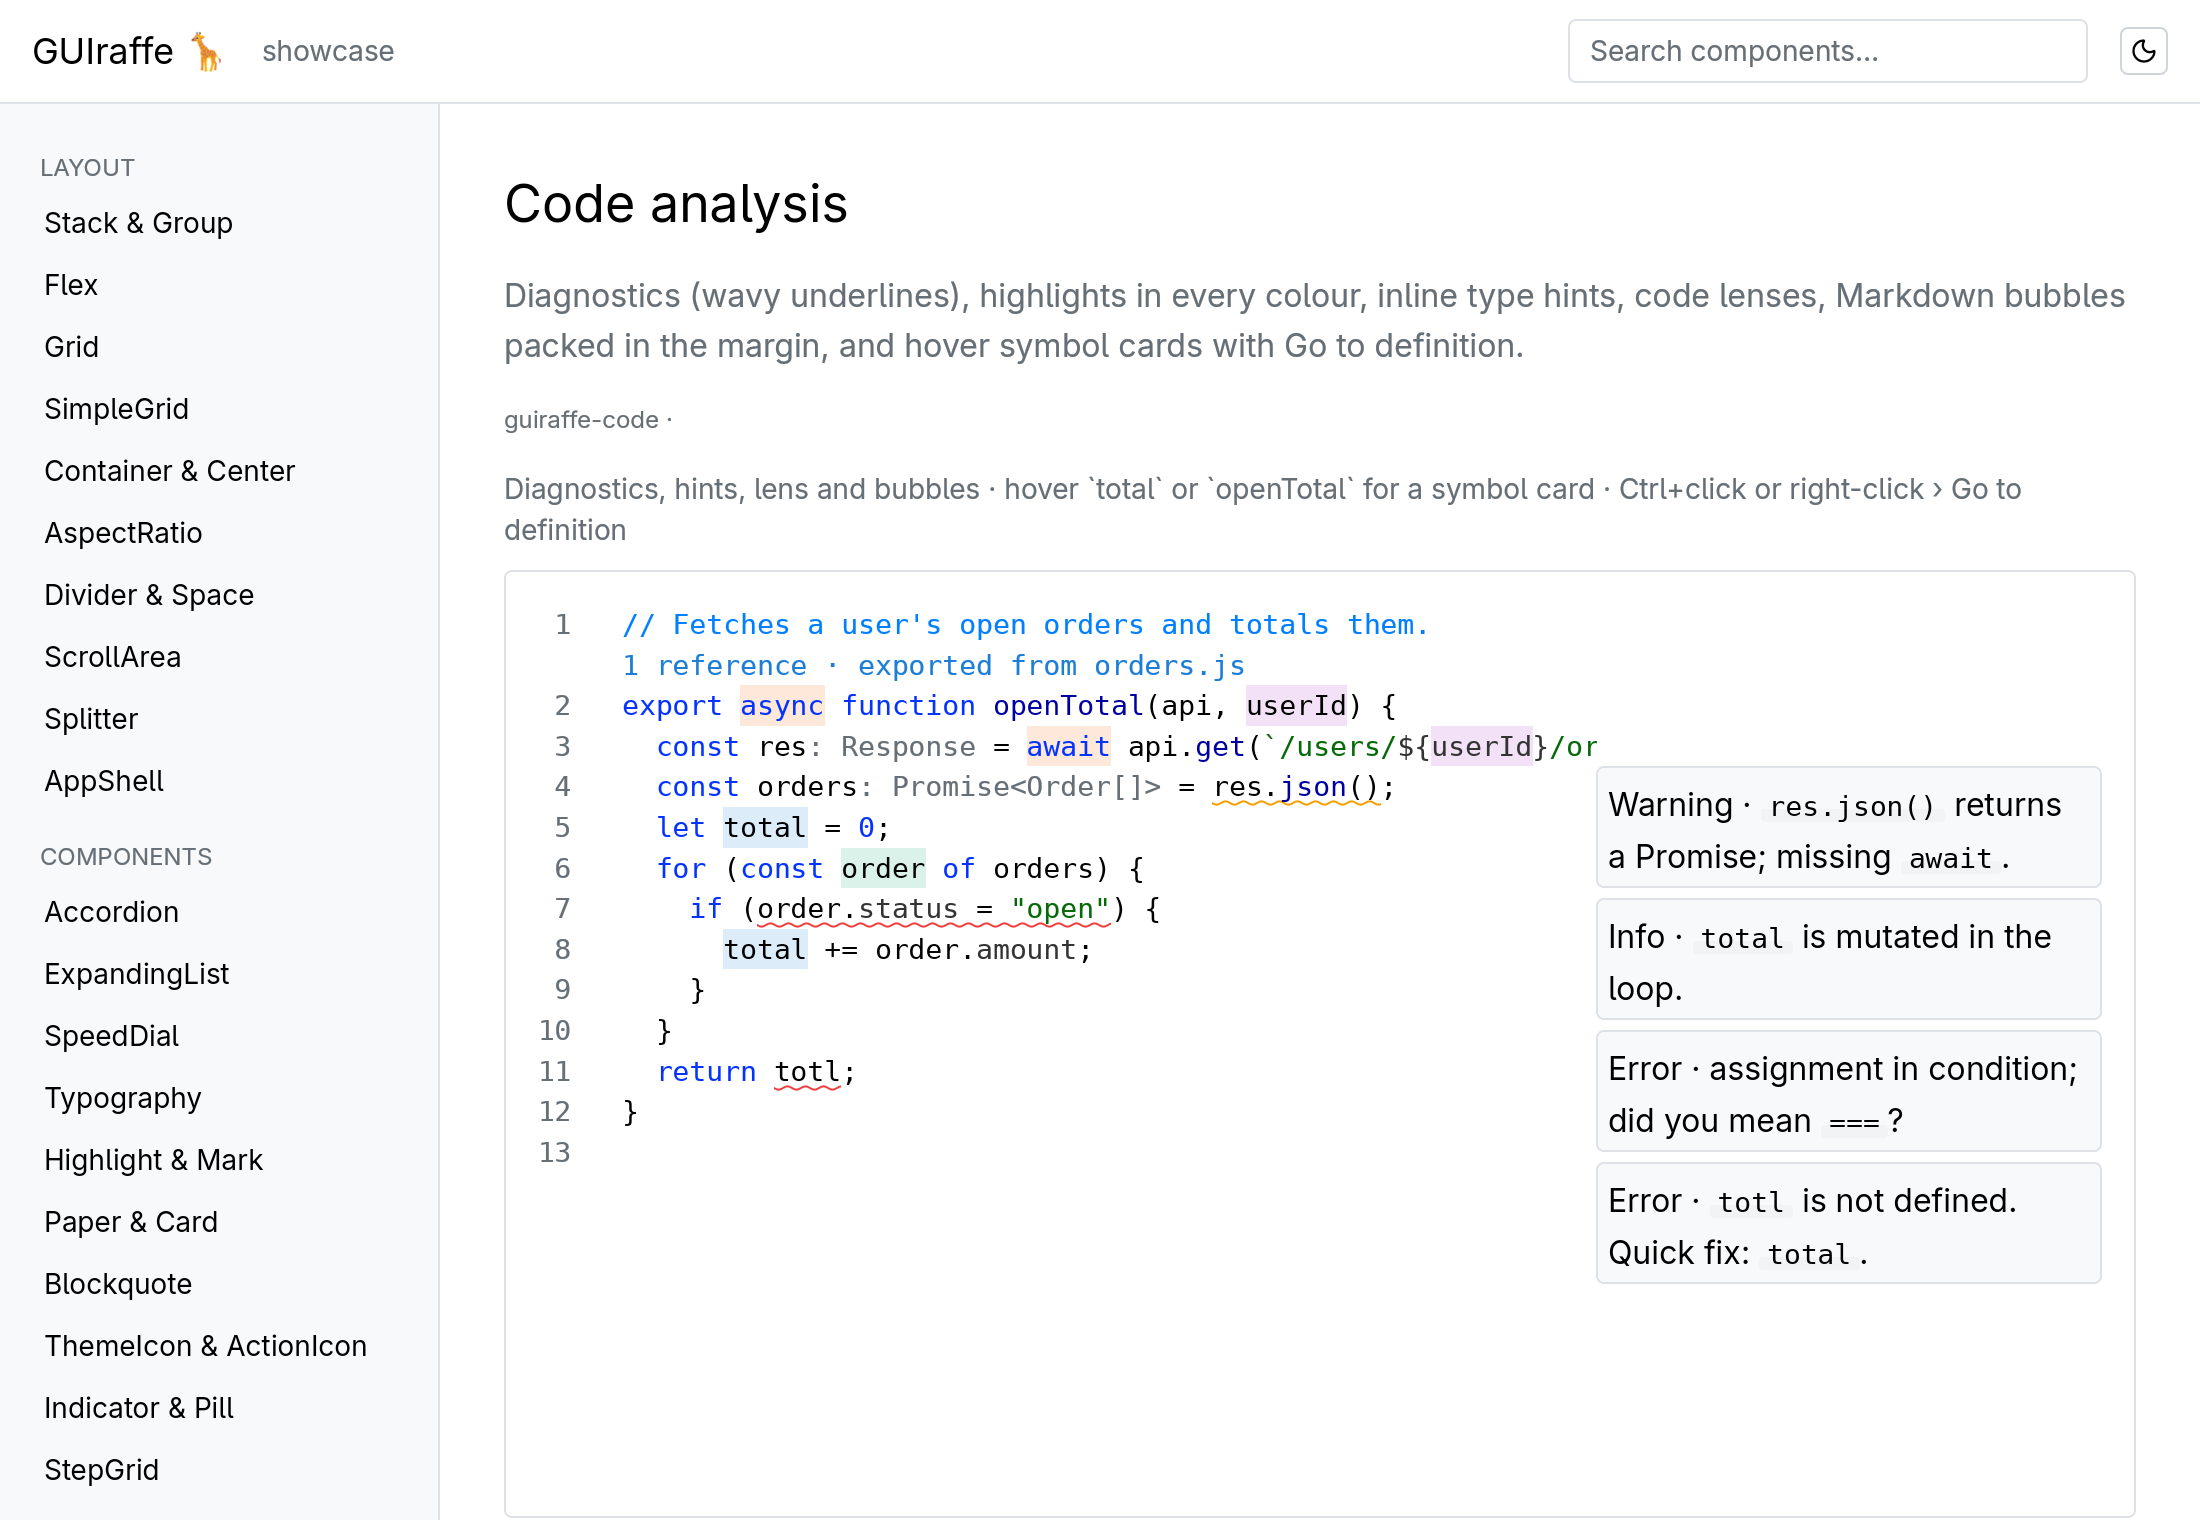 GUIraffe 🦒 showcase
Search components...
LAYOUT
Stack & Group
Flex
Grid
SimpleGrid
Container & Center
AspectRatio
Divider & Space
ScrollArea
Splitter
AppShell
COMPONENTS
Accordion
ExpandingList
SpeedDial
Typography
Highlight & Mark
Paper & Card
Blockquote
ThemeIcon & ActionIcon
Indicator & Pill
StepGrid
Code analysis
Diagnostics (wavy underlines), highlights in every colour, inline type hints, code lenses, Markdown bubbles
packed in the margin, and hover symbol cards with Go to definition.
guiraffe-code ·
Diagnostics, hints, lens and bubbles · hover `total` or `openTotal` for a symbol card · Ctrl+click or right-click › Go to
definition
1 // Fetches a user's open orders and totals them.
1 reference · exported from orders.js
2 export async function openTotal(api, userId) {
3   const res: Response = await api.get(`/users/${userId}/or
4   const orders: Promise<Order[]> = res.json();
5   let total = 0;
6   for (const order of orders) {
7     if (order.status = "open") {
8       total += order.amount;
9     }
10   }
11   return totl;
12 }
13
Warning · res.json() returns
a Promise; missing await.
Info · total is mutated in the
loop.
Error · assignment in condition;
did you mean ===?
Error · totl is not defined.
Quick fix: total.